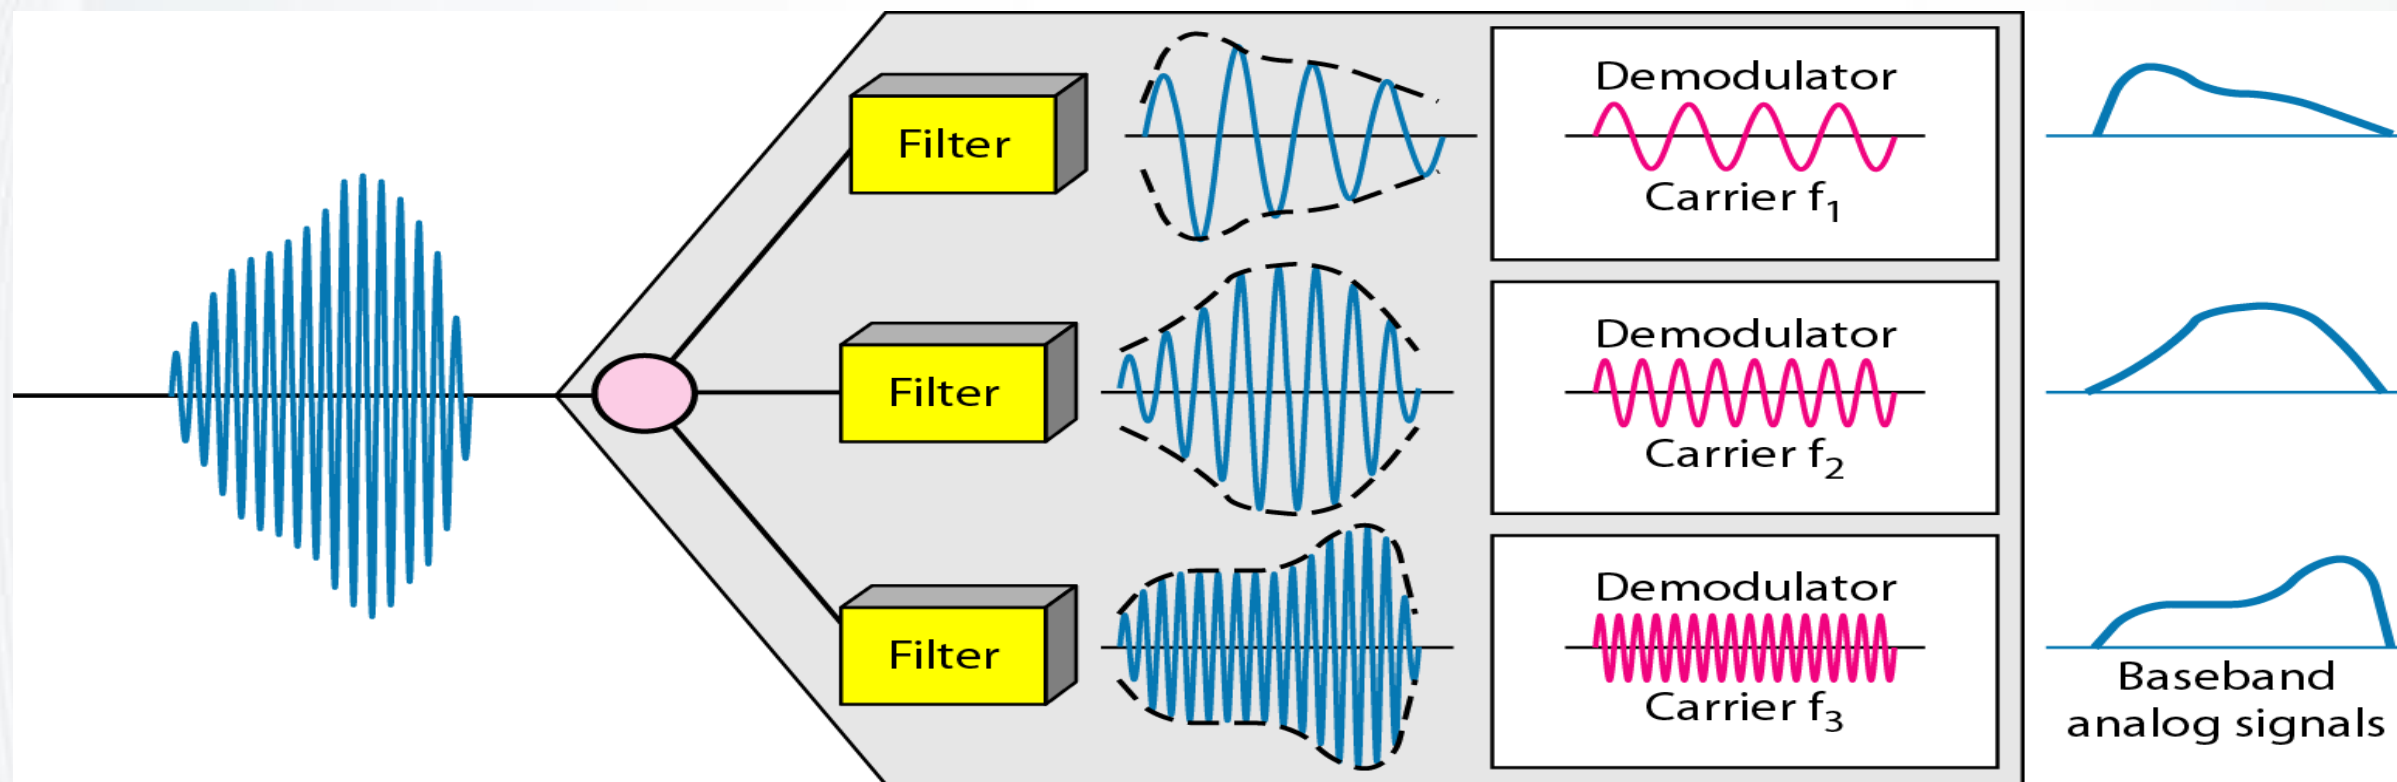 Filter
Demodulator
Carrier f₁
Filter
Demodulator
Carrier f₂
Filter
Demodulator
Carrier f₃
Baseband
analog signals